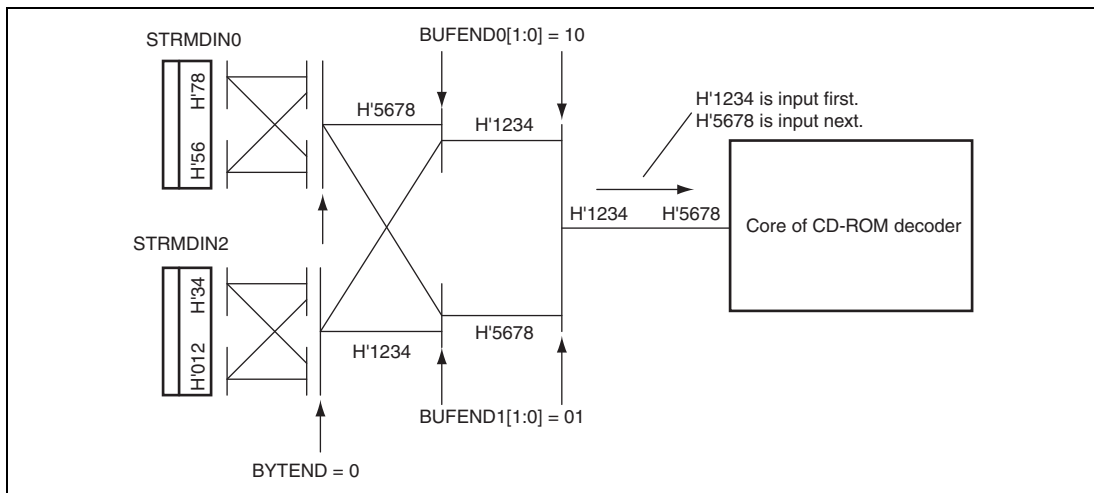 BUFEND0[1:0] = 10
STRMDIN0
H'78
H'56
H'5678
H'1234
H'1234 is input first.
H'5678 is input next.
H'1234
H'5678
Core of CD-ROM decoder
STRMDIN2
H'34
H'012
H'1234
H'5678
BUFEND1[1:0] = 01
BYTEND = 0